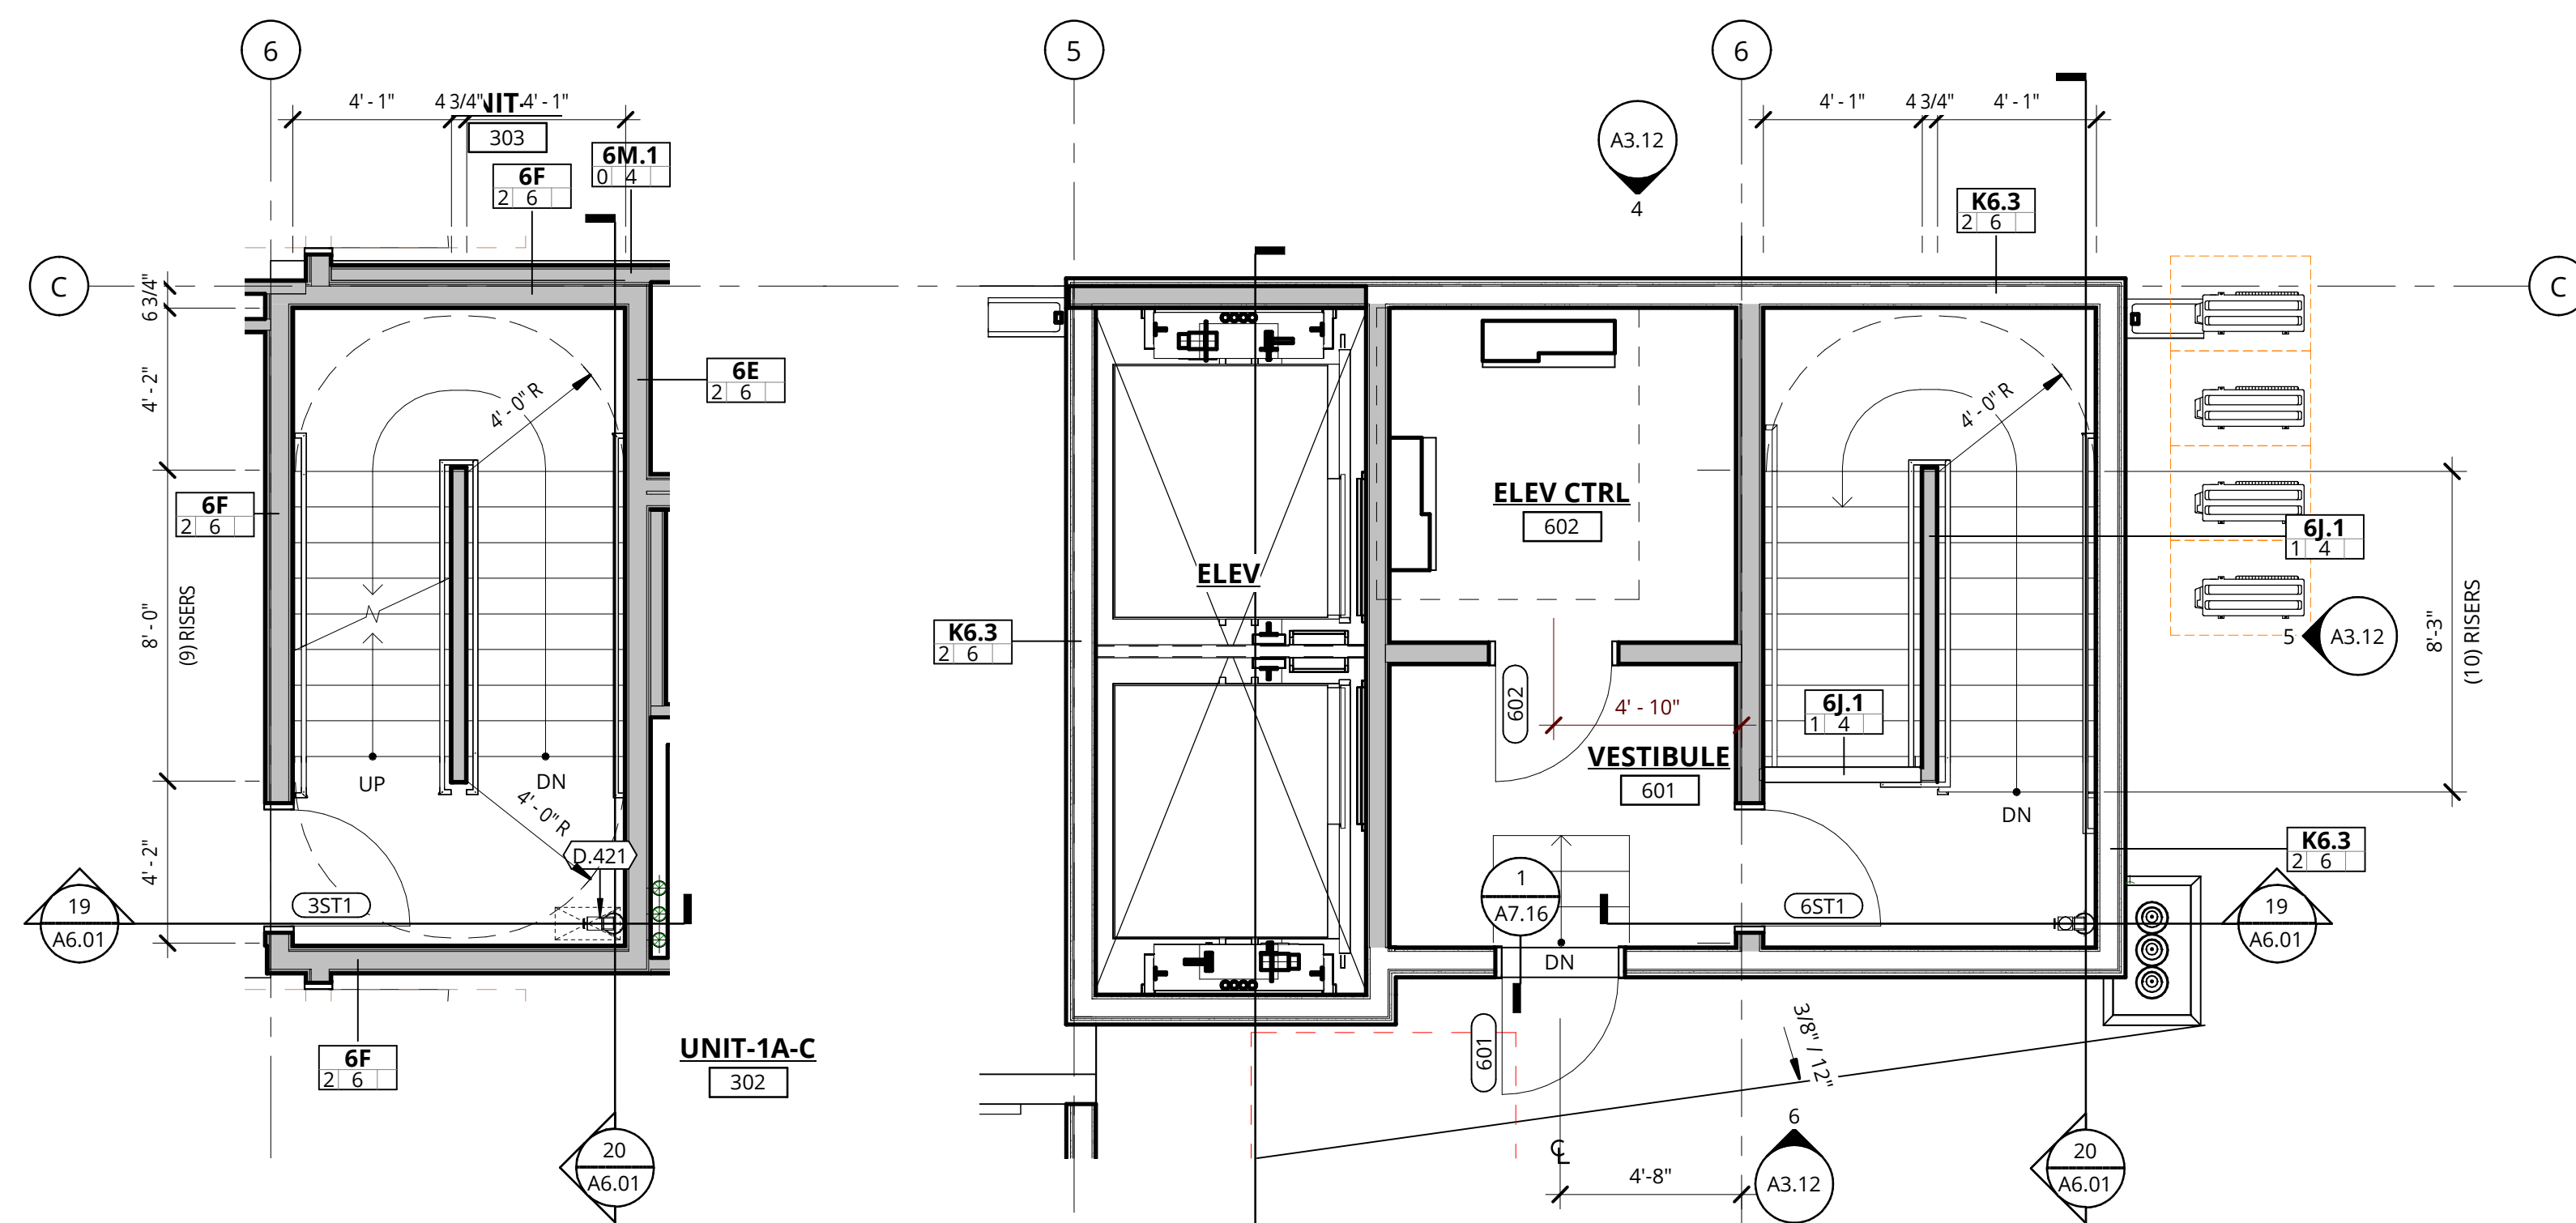 6
5
6
4' - 1"
4 3/4"
4' - 1"
303
6M.1
0 4
6F
2 6
C
6 3/4"
4' - 2"
4' - 0" R
6E
2 6
6F
2 6
8' - 0"
(9) RISERS
UP
DN
4' - 0" R
D.421
4' - 2"
3ST1
19
A6.01
6F
2 6
UNIT-1A-C
302
20
A6.01
4' - 1"
4 3/4"
4' - 1"
A3.12
4
K6.3
2 6
C
4' - 0" R
ELEV CTRL
602
6J.1
1 4
ELEV
K6.3
2 6
5
A3.12
8'-3"
(10) RISERS
602
4' - 10"
6J.1
1 4
VESTIBULE
601
DN
K6.3
2 6
1
A7.16
6ST1
19
A6.01
DN
601
3/8" / 12"
6
A3.12
CL
4'-8"
20
A6.01